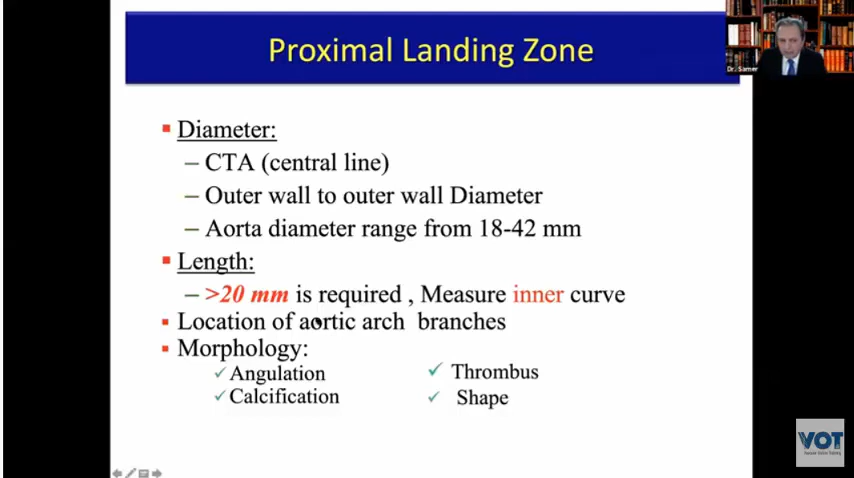 Proximal Landing Zone
Dr. Samer
▪ Diameter:
– CTA (central line)
– Outer wall to outer wall Diameter
– Aorta diameter range from 18-42 mm
▪ Length:
– >20 mm is required , Measure inner curve
▪ Location of aortic arch branches
▪ Morphology:
✓ Angulation
✓ Calcification
✓ Thrombus
✓ Shape
VOT